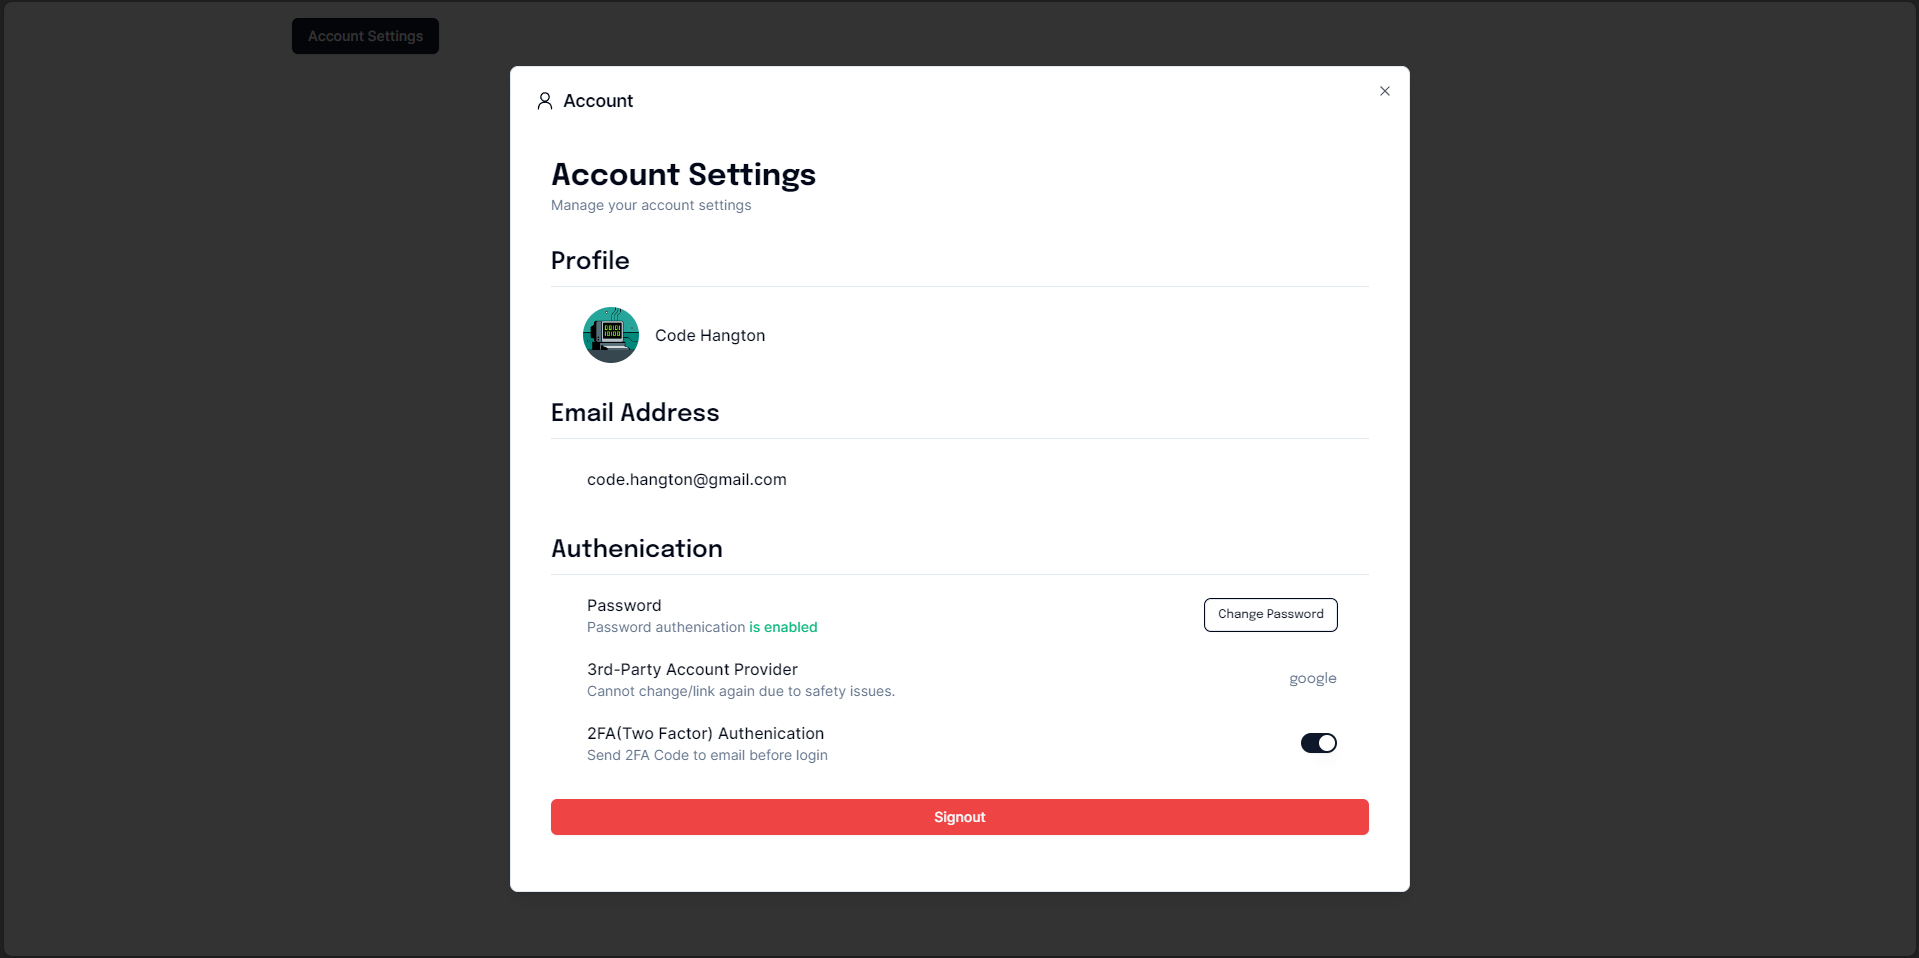 Account Settings
Account
Account Settings
Manage your account settings
Profile
Code Hangton
Email Address
code.hangton@gmail.com
Authenication
Password
Password authenication is enabled
Change Password
3rd-Party Account Provider
Cannot change/link again due to safety issues.
google
2FA(Two Factor) Authenication
Send 2FA Code to email before login
Signout